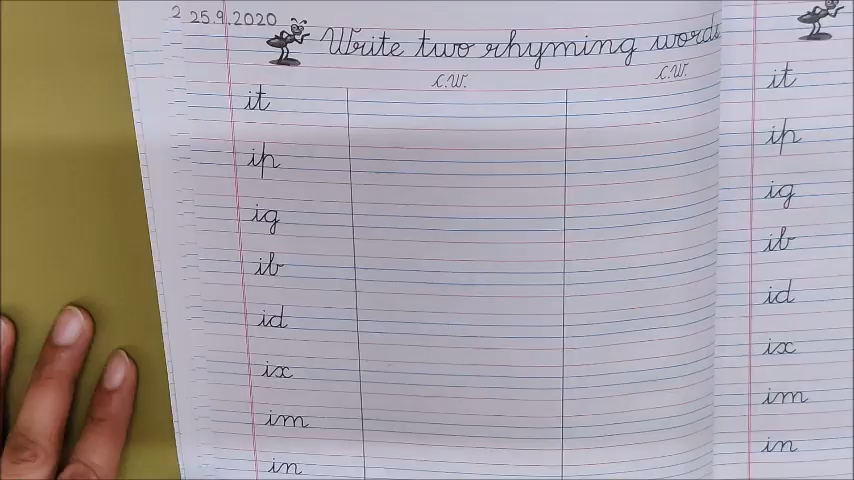 2 25.9.2020
Write two rhyming words
C.W. C.W.
it
ip
ig
ib
id
ix
im
in
it
ip
ig
ib
id
ix
im
in